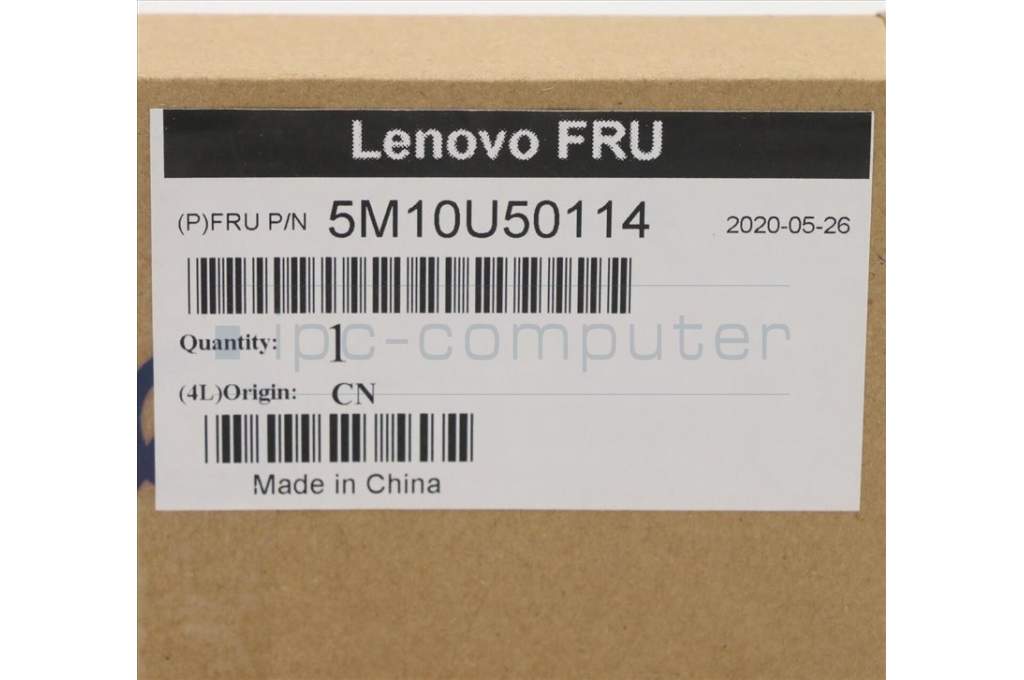 Lenovo FRU
(P)FRU P/N 5M10U50114 2020-05-26
ipc-computer
Quantity: 1
(4L)Origin: CN
Made in China